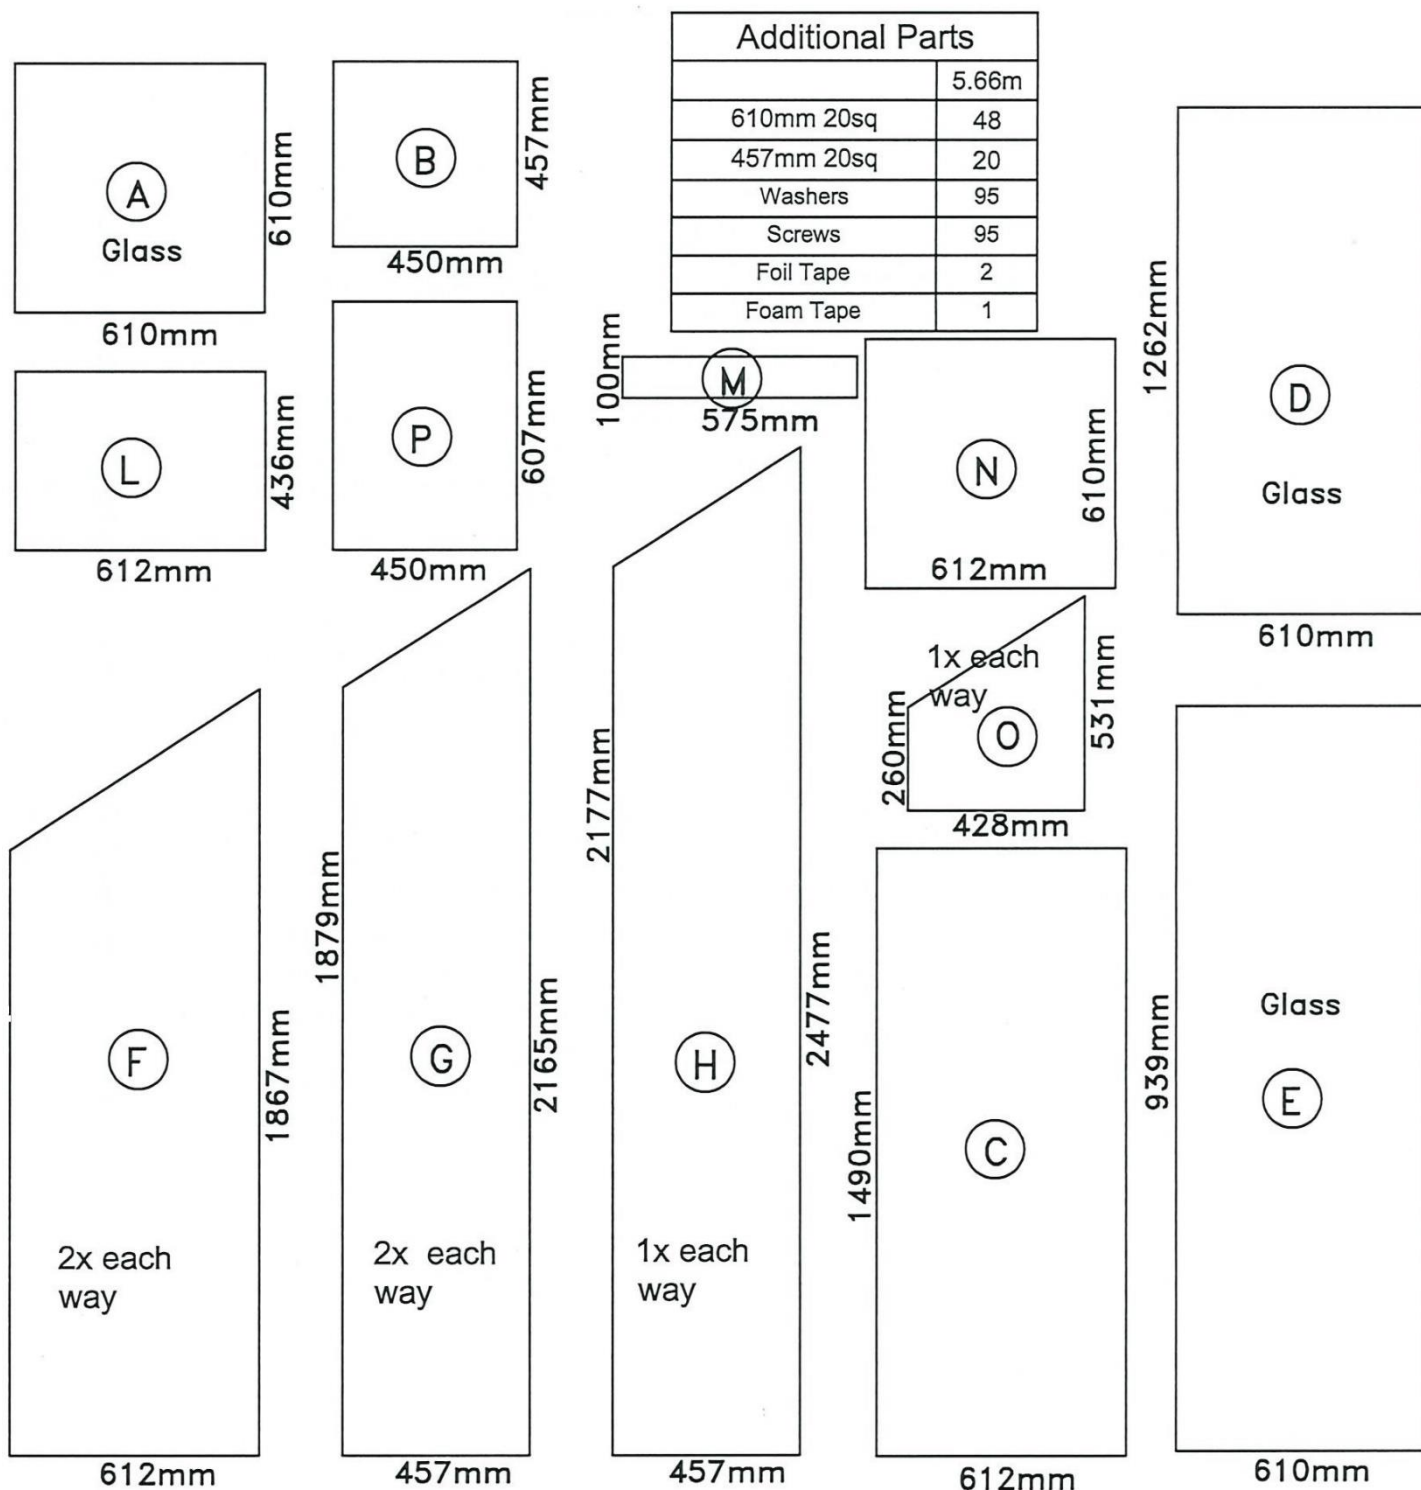 Additional Parts
5.66m
610mm 20sq 48
457mm 20sq 20
Washers 95
Screws 95
Foil Tape 2
Foam Tape 1
A
Glass
610mm
610mm
B
457mm
450mm
L
436mm
612mm
P
607mm
450mm
M
100mm
575mm
N
610mm
612mm
D
Glass
1262mm
610mm
1x each
way
O
260mm
531mm
428mm
F
1867mm
2x each
way
612mm
G
1879mm
2165mm
2x each
way
457mm
H
2177mm
2477mm
1x each
way
457mm
C
1490mm
612mm
Glass
E
939mm
610mm